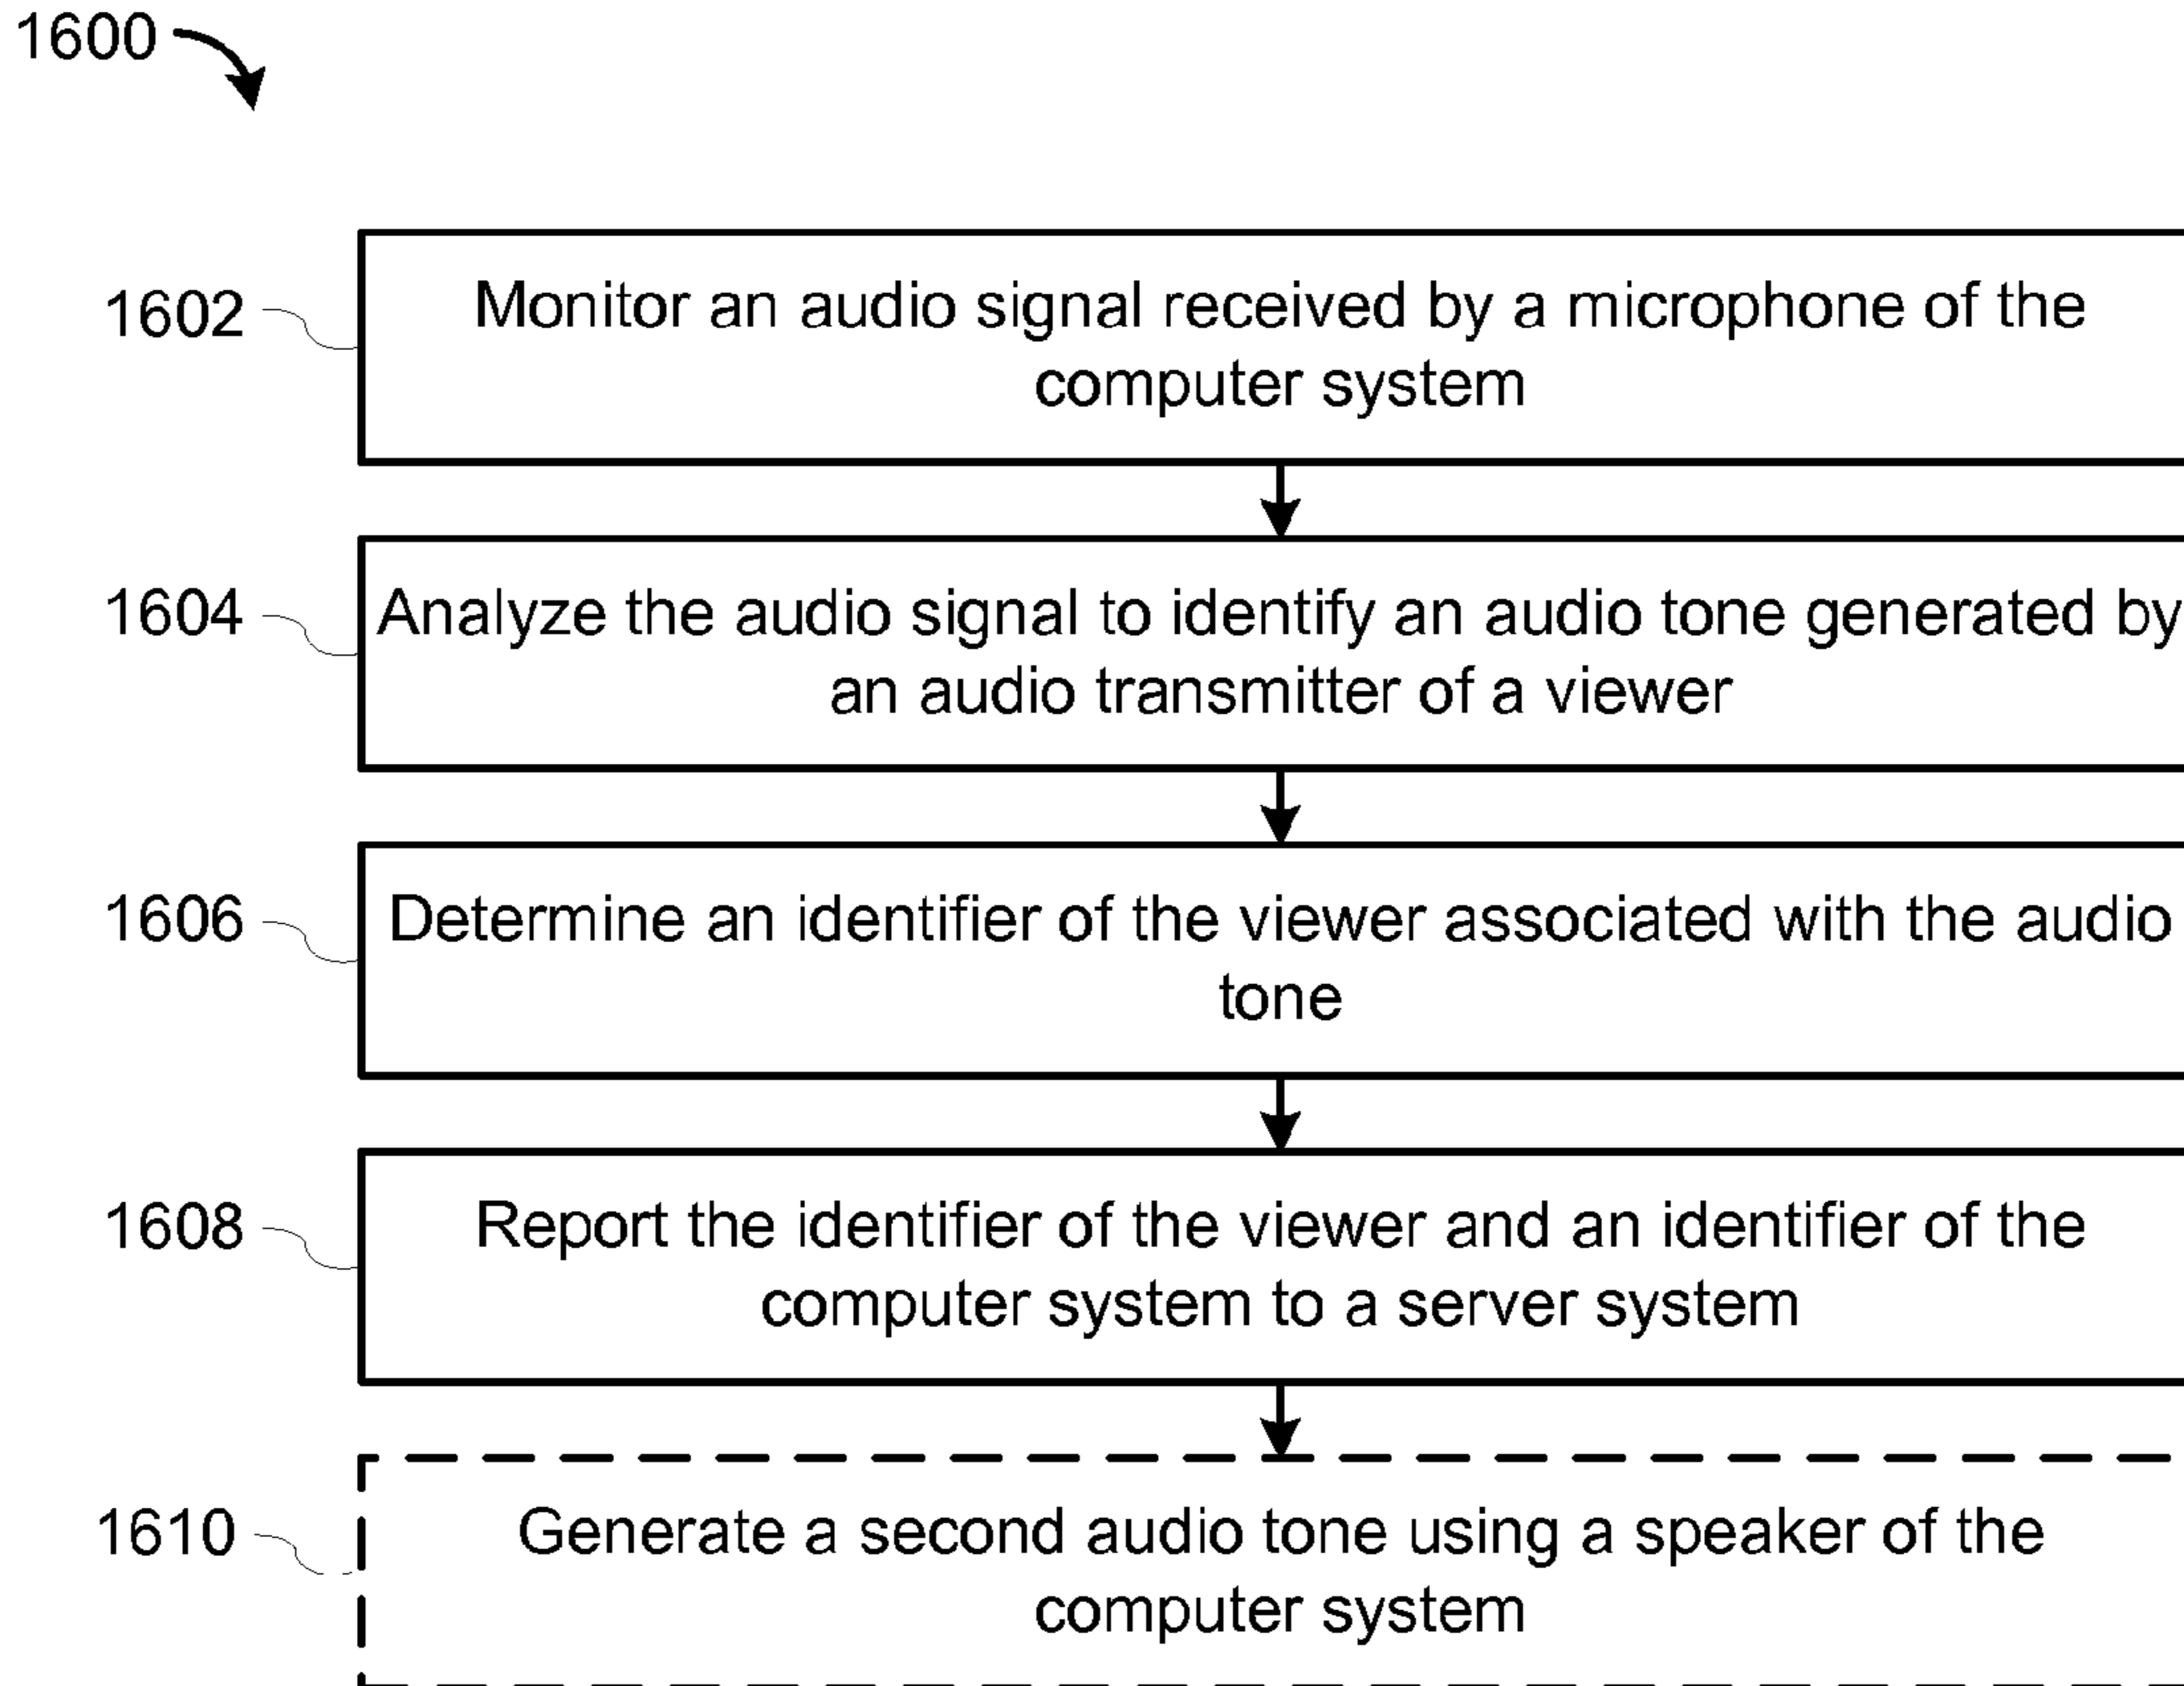 1600
1602
Monitor an audio signal received by a microphone of the
computer system
1604
Analyze the audio signal to identify an audio tone generated by
an audio transmitter of a viewer
1606
Determine an identifier of the viewer associated with the audio
tone
1608
Report the identifier of the viewer and an identifier of the
computer system to a server system
1610
Generate a second audio tone using a speaker of the
computer system